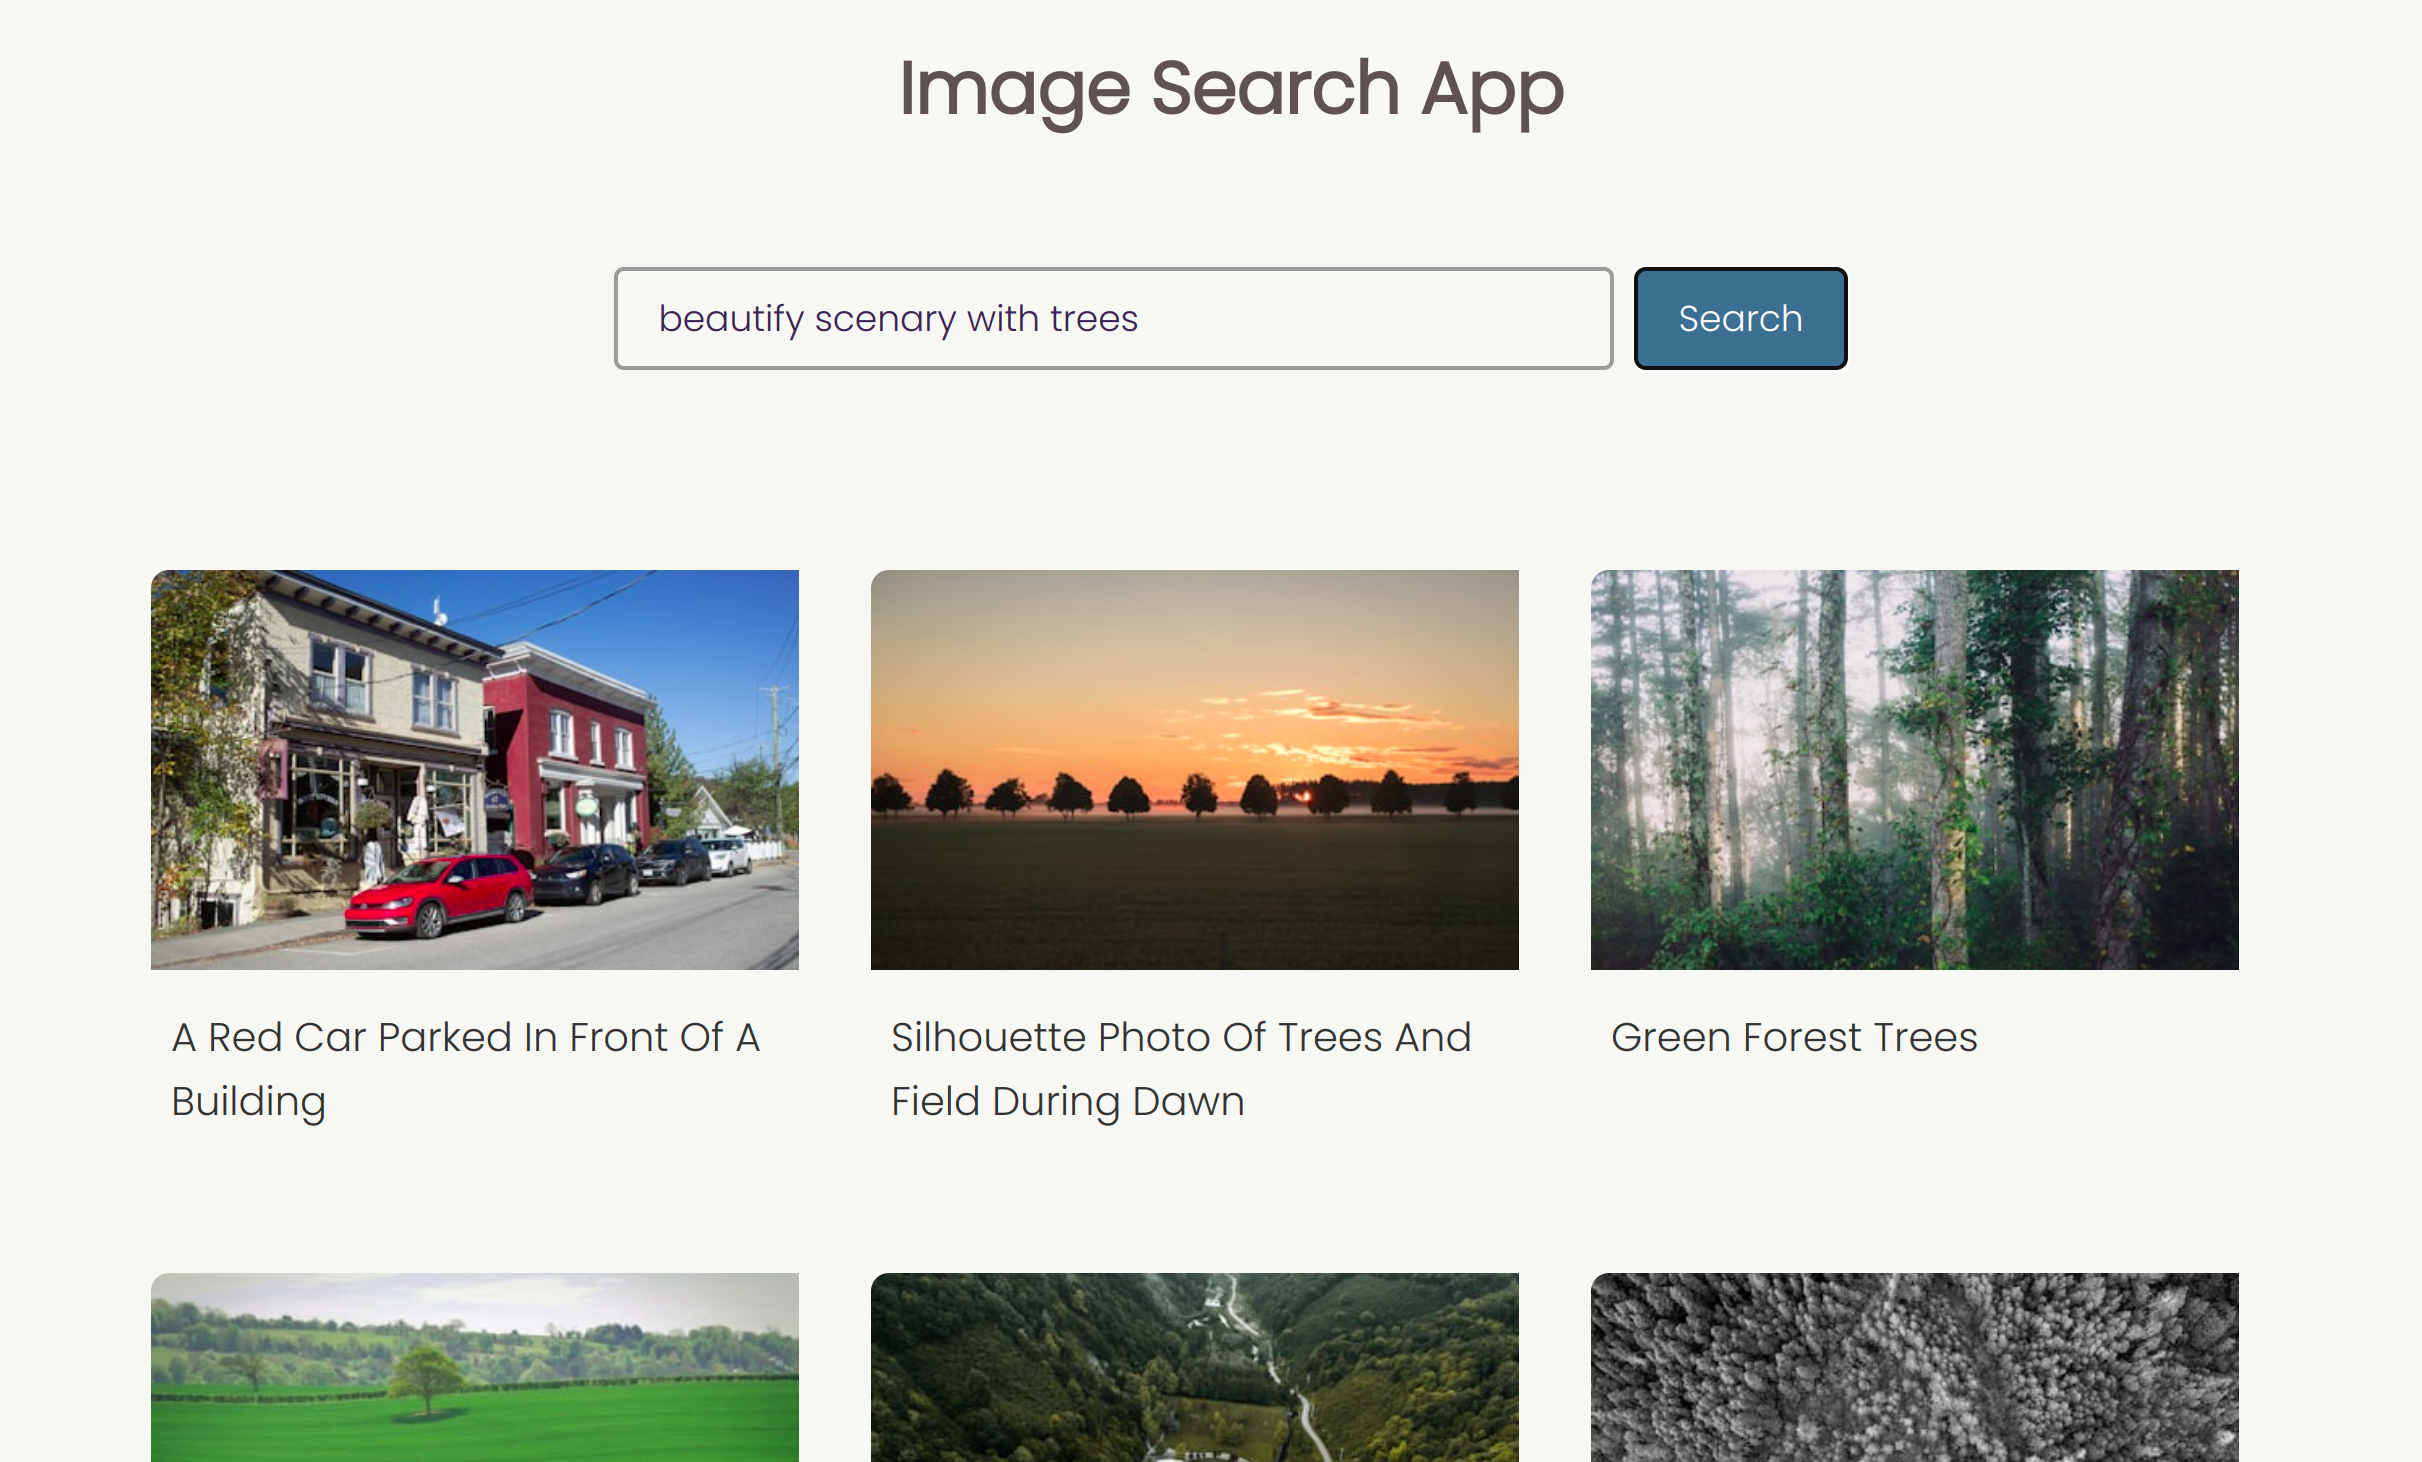 Image Search App
beautify scenary with trees
Search
A Red Car Parked In Front Of A
Building
Silhouette Photo Of Trees And
Field During Dawn
Green Forest Trees